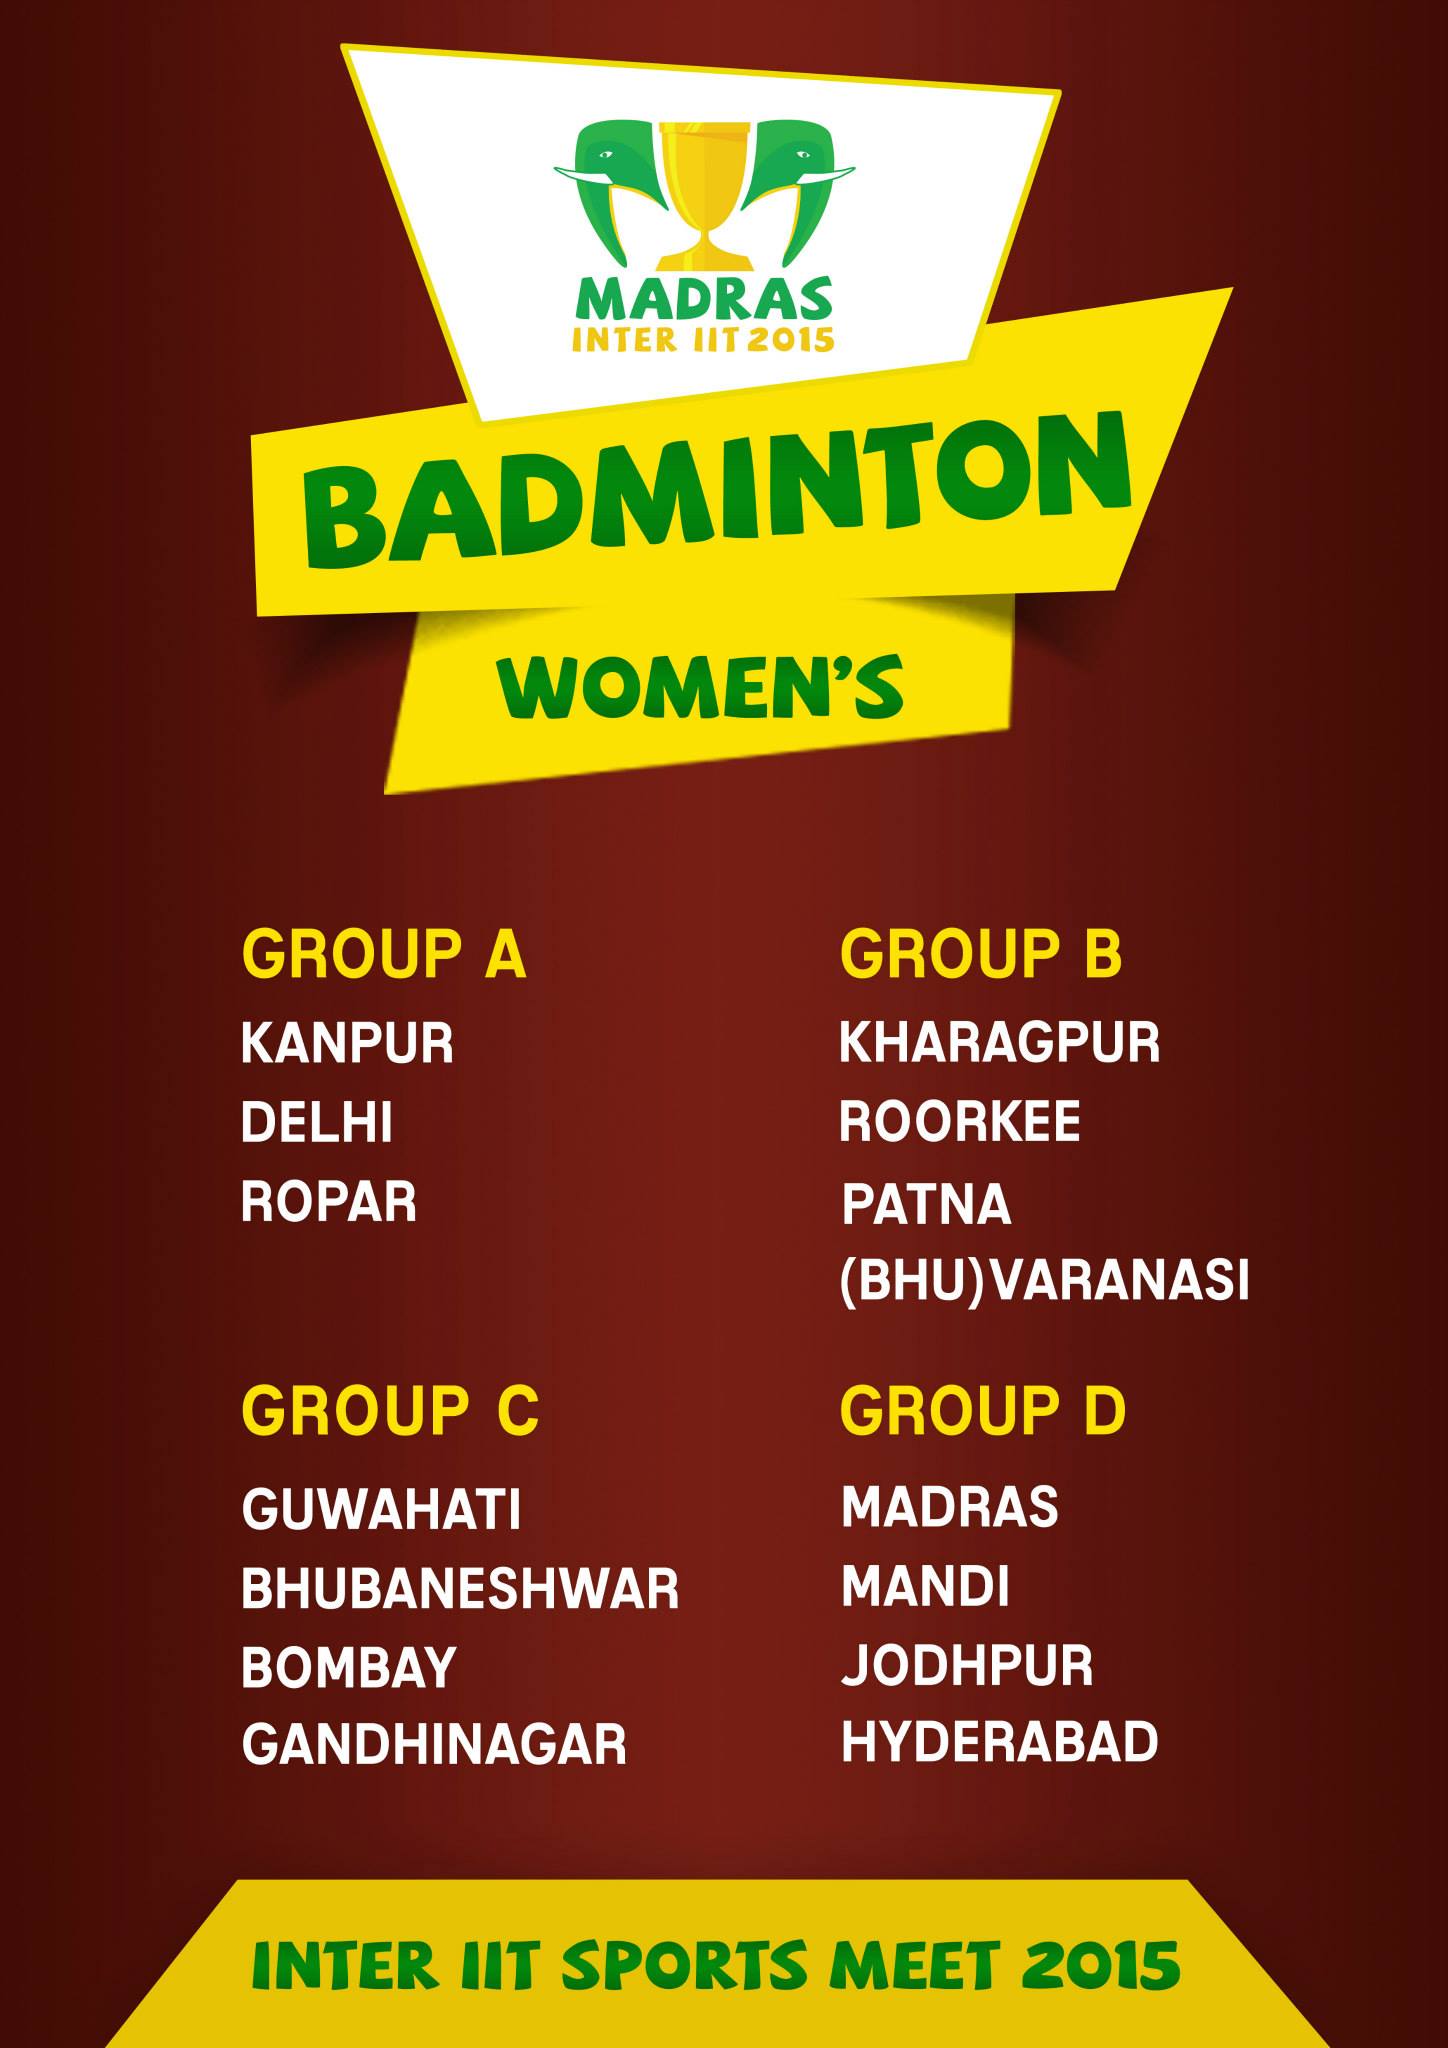 MADRAS
INTER IIT 2015
BADMINTON
WOMEN'S
GROUP A
KANPUR
DELHI
ROPAR
GROUP B
KHARAGPUR
ROORKEE
PATNA
(BHU)VARANASI
GROUP C
GUWAHATI
BHUBANESHWAR
BOMBAY
GANDHINAGAR
GROUP D
MADRAS
MANDI
JODHPUR
HYDERABAD
INTER IIT SPORTS MEET 2015